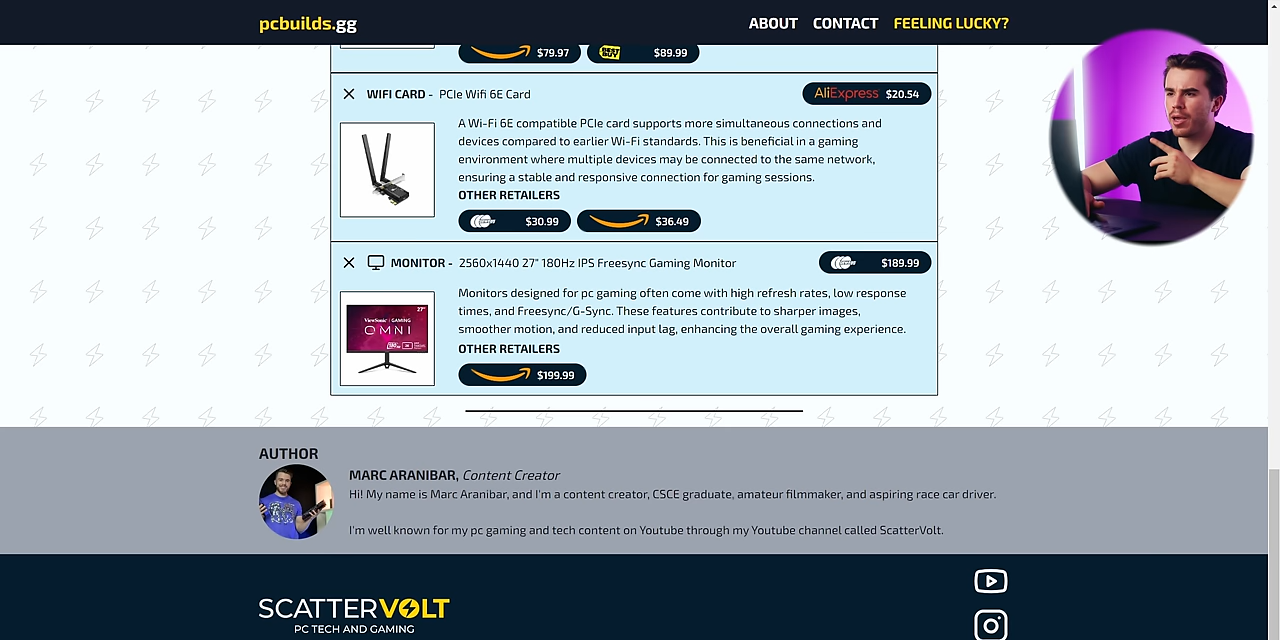 pcbuilds.gg
ABOUT CONTACT FEELING LUCKY?
$79.97 BEST BUY $89.99
WIFI CARD - PCIe Wifi 6E Card AliExpress $20.54
A Wi-Fi 6E compatible PCIe card supports more simultaneous connections and
devices compared to earlier Wi-Fi standards. This is beneficial in a gaming
environment where multiple devices may be connected to the same network,
ensuring a stable and responsive connection for gaming sessions.
OTHER RETAILERS
$30.99 $36.49
MONITOR - 2560x1440 27" 180Hz IPS Freesync Gaming Monitor $189.99
Monitors designed for pc gaming often come with high refresh rates, low response
times, and Freesync/G-Sync. These features contribute to sharper images,
smoother motion, and reduced input lag, enhancing the overall gaming experience.
27"
ViewSonic | GAMING
OMNI
OTHER RETAILERS
$199.99
AUTHOR
MARC ARANIBAR, Content Creator
Hi! My name is Marc Aranibar, and I'm a content creator, CSCE graduate, amateur filmmaker, and aspiring race car driver.
I'm well known for my pc gaming and tech content on Youtube through my Youtube channel called ScatterVolt.
SCATTERVOLT
PC TECH AND GAMING